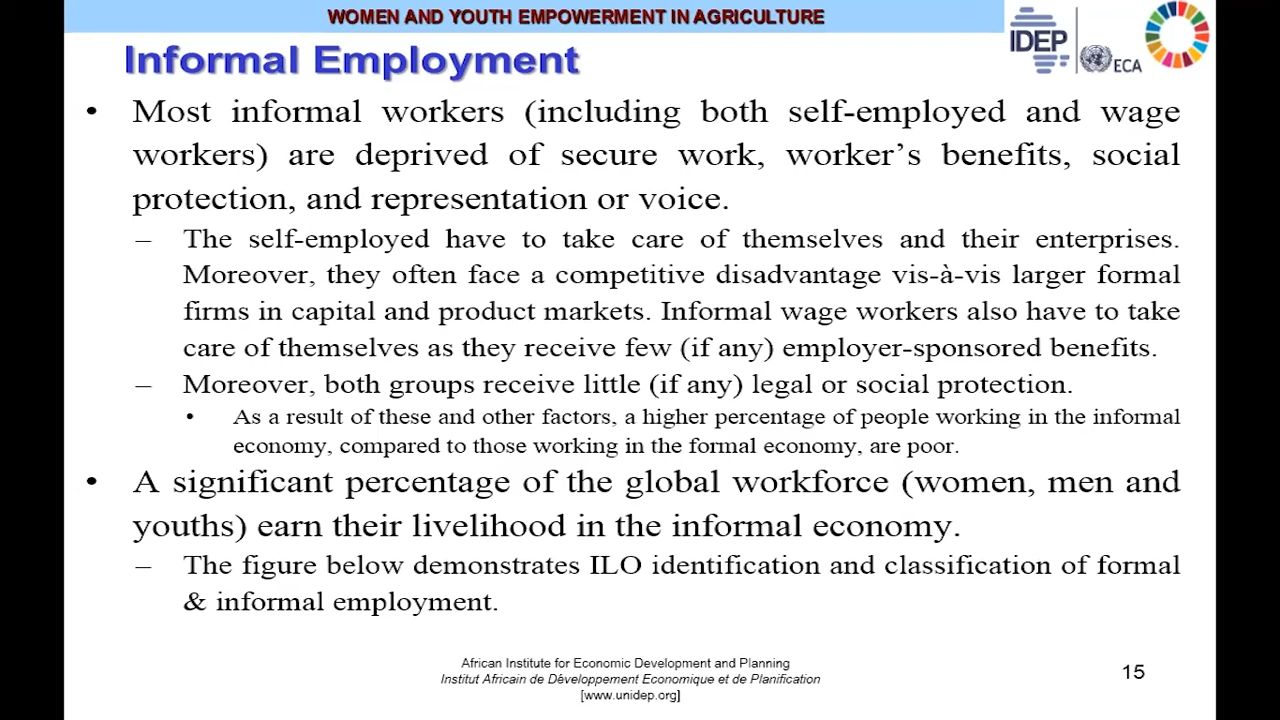 WOMEN AND YOUTH EMPOWERMENT IN AGRICULTURE
IDEP
ECA
Informal Employment
• Most informal workers (including both self-employed and wage
workers) are deprived of secure work, worker’s benefits, social
protection, and representation or voice.
– The self-employed have to take care of themselves and their enterprises.
Moreover, they often face a competitive disadvantage vis-à-vis larger formal
firms in capital and product markets. Informal wage workers also have to take
care of themselves as they receive few (if any) employer-sponsored benefits.
– Moreover, both groups receive little (if any) legal or social protection.
• As a result of these and other factors, a higher percentage of people working in the informal
economy, compared to those working in the formal economy, are poor.
• A significant percentage of the global workforce (women, men and
youths) earn their livelihood in the informal economy.
– The figure below demonstrates ILO identification and classification of formal
& informal employment.
African Institute for Economic Development and Planning
Institut Africain de Développement Economique et de Planification
[www.unidep.org]
15